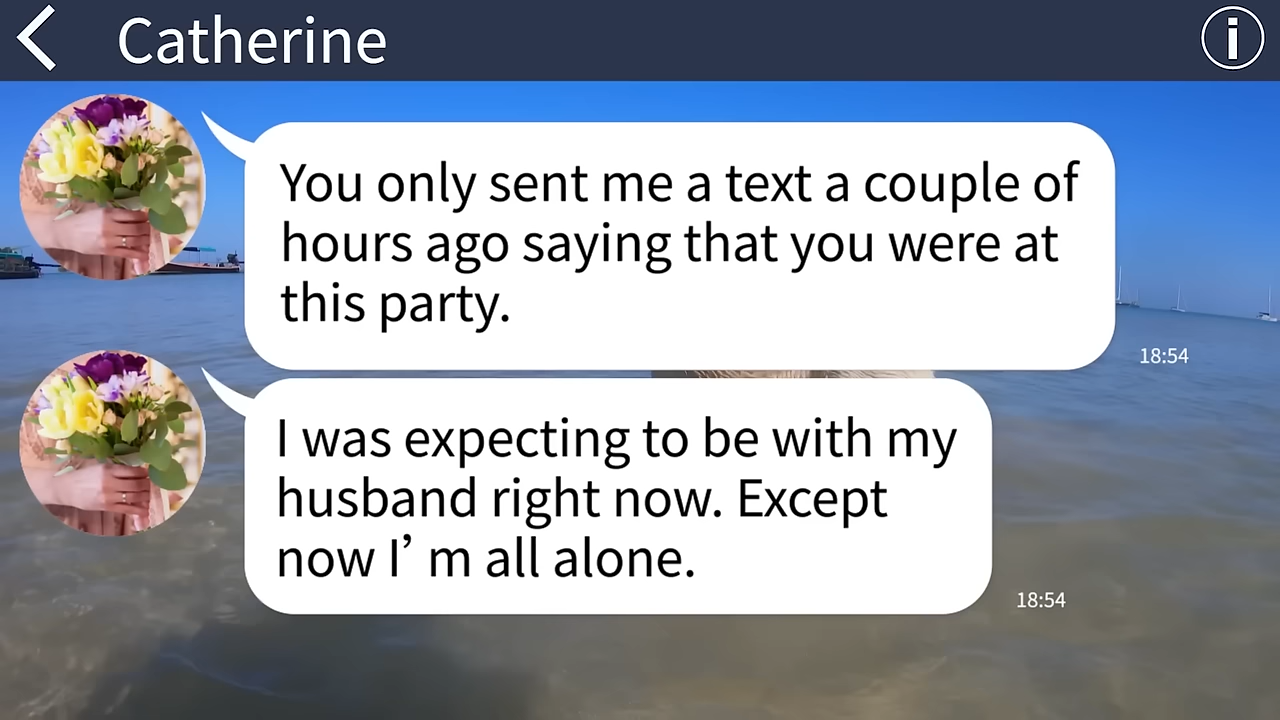 Catherine
You only sent me a text a couple of
hours ago saying that you were at
this party.
18:54
I was expecting to be with my
husband right now. Except
now I’ m all alone.
18:54